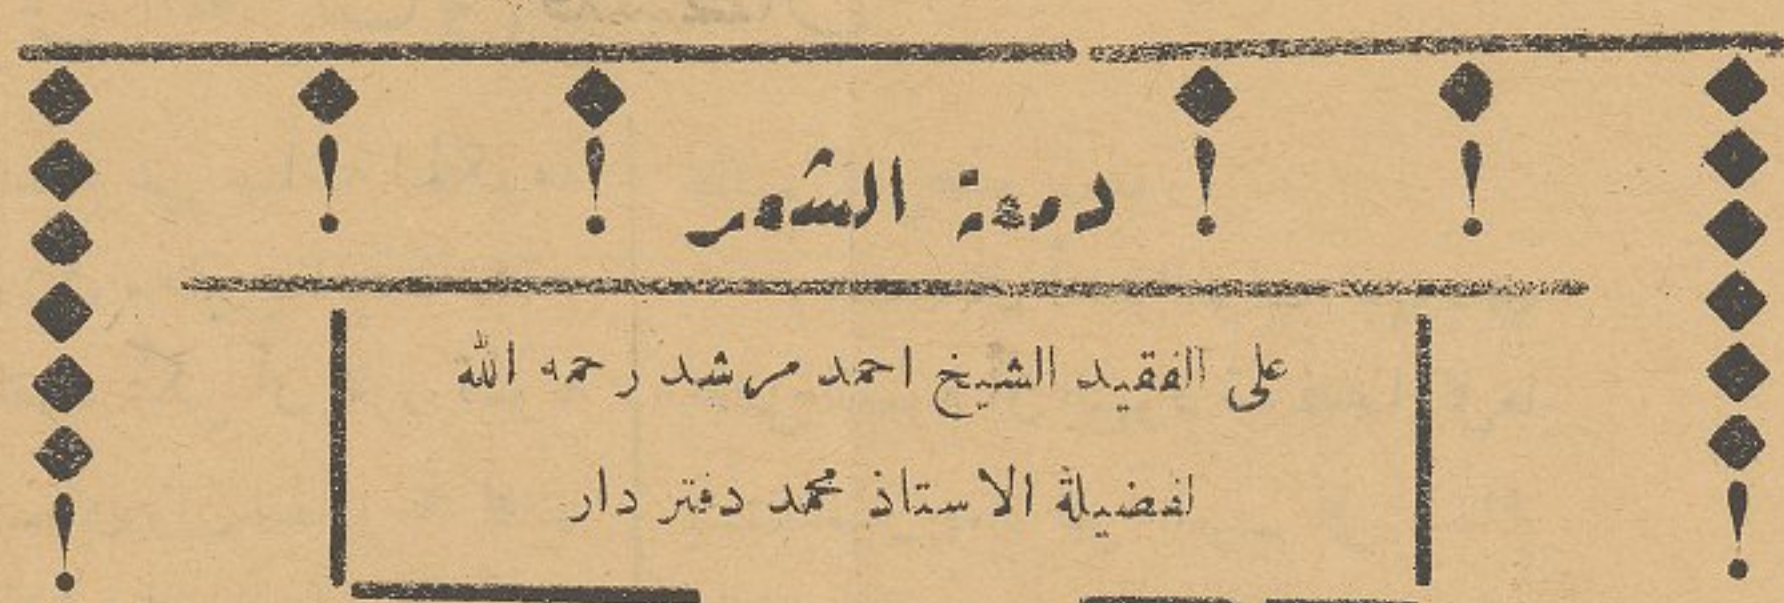 دمعة الشعر
على الفقيد الشيخ احمد مرشد رحمه الله
لفضيلة الاستاذ محمد دفتر دار